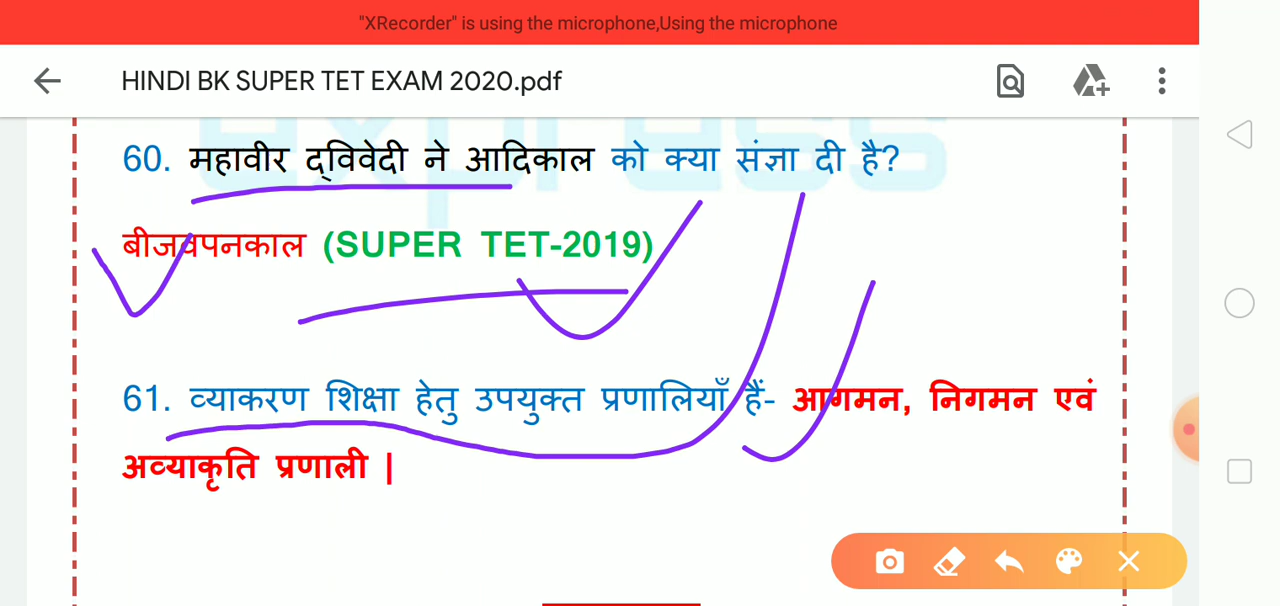 "XRecorder" is using the microphone,Using the microphone
HINDI BK SUPER TET EXAM 2020.pdf
express
60. महावीर द्विवेदी ने आदिकाल को क्या संज्ञा दी है?
बीजवपनकाल (SUPER TET-2019)
61. व्याकरण शिक्षा हेतु उपयुक्त प्रणालियाँ हैं- आगमन, निगमन एवं
अव्याकृति प्रणाली |